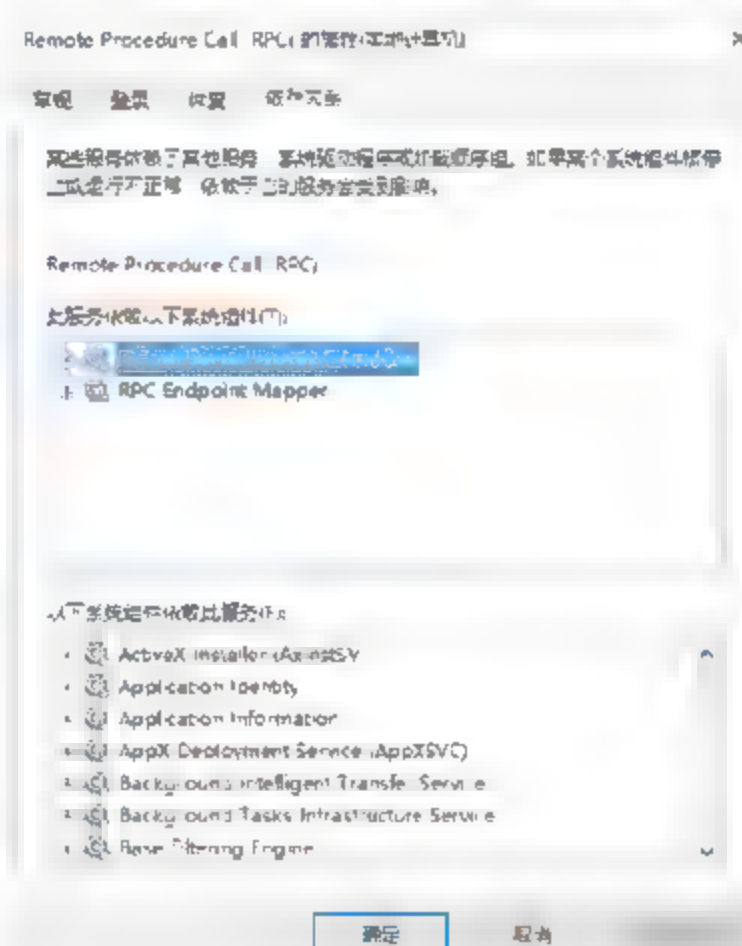 Remote Procedure Call (RPC) 的属性(本地计算机)
常规 登录 恢复 依存关系
某些服务依赖于其他服务、系统驱动程序或加载顺序组。如果某个系统组件被停
止或运行不正常，依赖于它的服务会受到影响。
Remote Procedure Call (RPC)
此服务依赖以下系统组件(T):
RPC Endpoint Mapper
以下系统组件依赖此服务
ActiveX Installer (AxInstSV
Application Identity
Application Information
AppX Deployment Service (AppXSVC)
Background Intelligent Transfer Service
Background Tasks Infrastructure Service
Base Filtering Engine
确定 取消